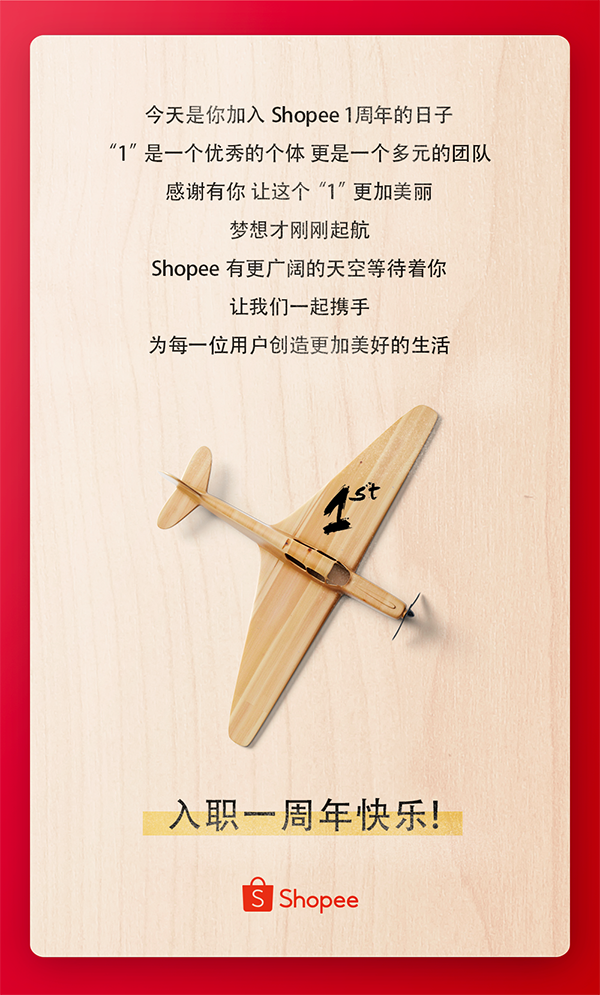 今天是你加入 Shopee 1周年的日子
“1”是一个优秀的个体 更是一个多元的团队
感谢有你 让这个“1”更加美丽
梦想才刚刚起航
Shopee 有更广阔的天空等待着你
让我们一起携手
为每一位用户创造更加美好的生活
1st
入职一周年快乐!
S Shopee